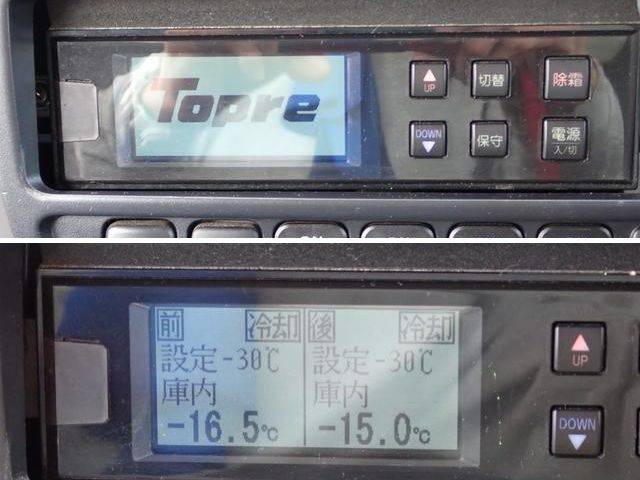 Topre
UP 切替 除霜
DOWN 保守 電源
入/切
前 冷却 後 冷却
設定-30℃ 設定-30℃
庫内 庫内
-16.5℃ -15.0℃
UP
DOWN